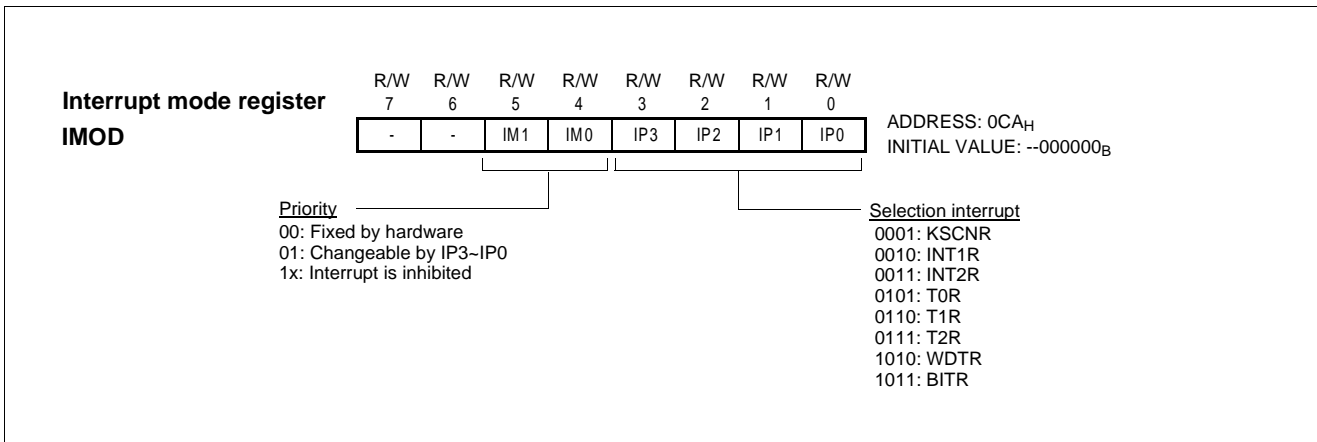 R/W R/W R/W R/W R/W R/W R/W R/W
Interrupt mode register 7 6 5 4 3 2 1 0
IMOD - - IM1 IM0 IP3 IP2 IP1 IP0
ADDRESS: 0CAH
INITIAL VALUE: --000000B
Priority
00: Fixed by hardware
01: Changeable by IP3~IP0
1x: Interrupt is inhibited
Selection interrupt
0001: KSCNR
0010: INT1R
0011: INT2R
0101: T0R
0110: T1R
0111: T2R
1010: WDTR
1011: BITR